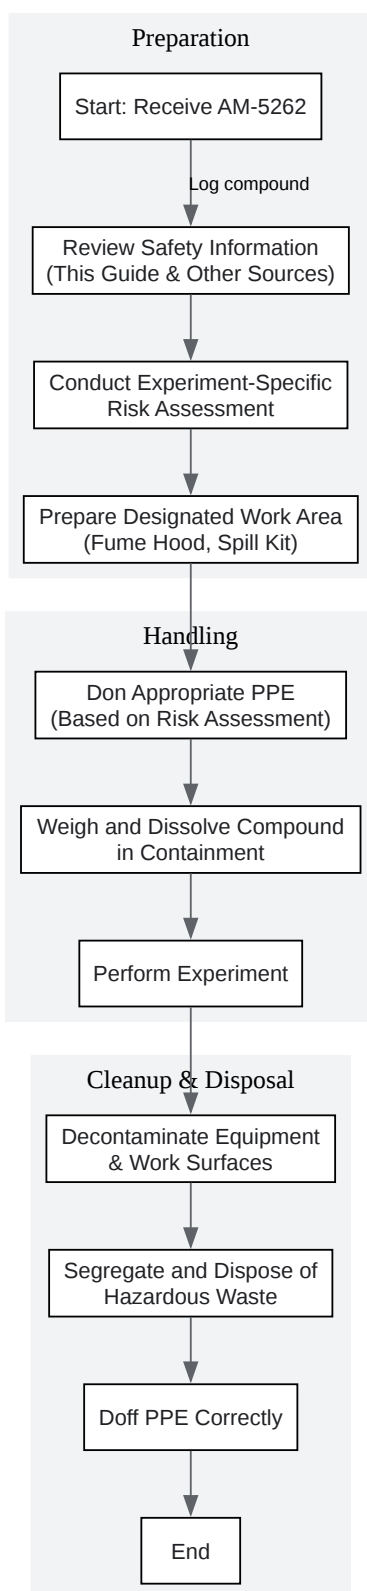 Preparation
Start: Receive AM-5262
Log compound
Review Safety Information
(This Guide & Other Sources)
Conduct Experiment-Specific
Risk Assessment
Prepare Designated Work Area
(Fume Hood, Spill Kit)
Handling
Don Appropriate PPE
(Based on Risk Assessment)
Weigh and Dissolve Compound
in Containment
Perform Experiment
Cleanup & Disposal
Decontaminate Equipment
& Work Surfaces
Segregate and Dispose of
Hazardous Waste
Doff PPE Correctly
End